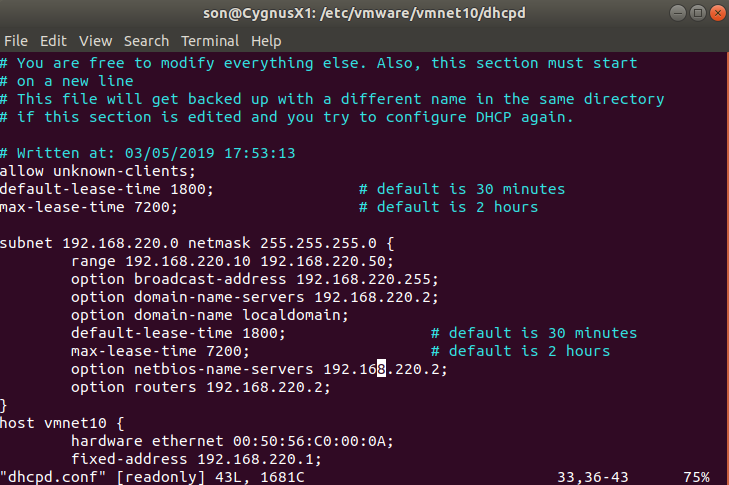 son@CygnusX1: /etc/vmware/vmnet10/dhcpd
File Edit View Search Terminal Help
# You are free to modify everything else. Also, this section must start
# on a new line
# This file will get backed up with a different name in the same directory
# if this section is edited and you try to configure DHCP again.

# Written at: 03/05/2019 17:53:13
allow unknown-clients;
default-lease-time 1800;                # default is 30 minutes
max-lease-time 7200;                    # default is 2 hours

subnet 192.168.220.0 netmask 255.255.255.0 {
        range 192.168.220.10 192.168.220.50;
        option broadcast-address 192.168.220.255;
        option domain-name-servers 192.168.220.2;
        option domain-name localdomain;
        default-lease-time 1800;                # default is 30 minutes
        max-lease-time 7200;                    # default is 2 hours
        option netbios-name-servers 192.168.220.2;
        option routers 192.168.220.2;
}
host vmnet10 {
        hardware ethernet 00:50:56:C0:00:0A;
        fixed-address 192.168.220.1;
"dhcpd.conf" [readonly] 43L, 1681C                            33,36-43      75%